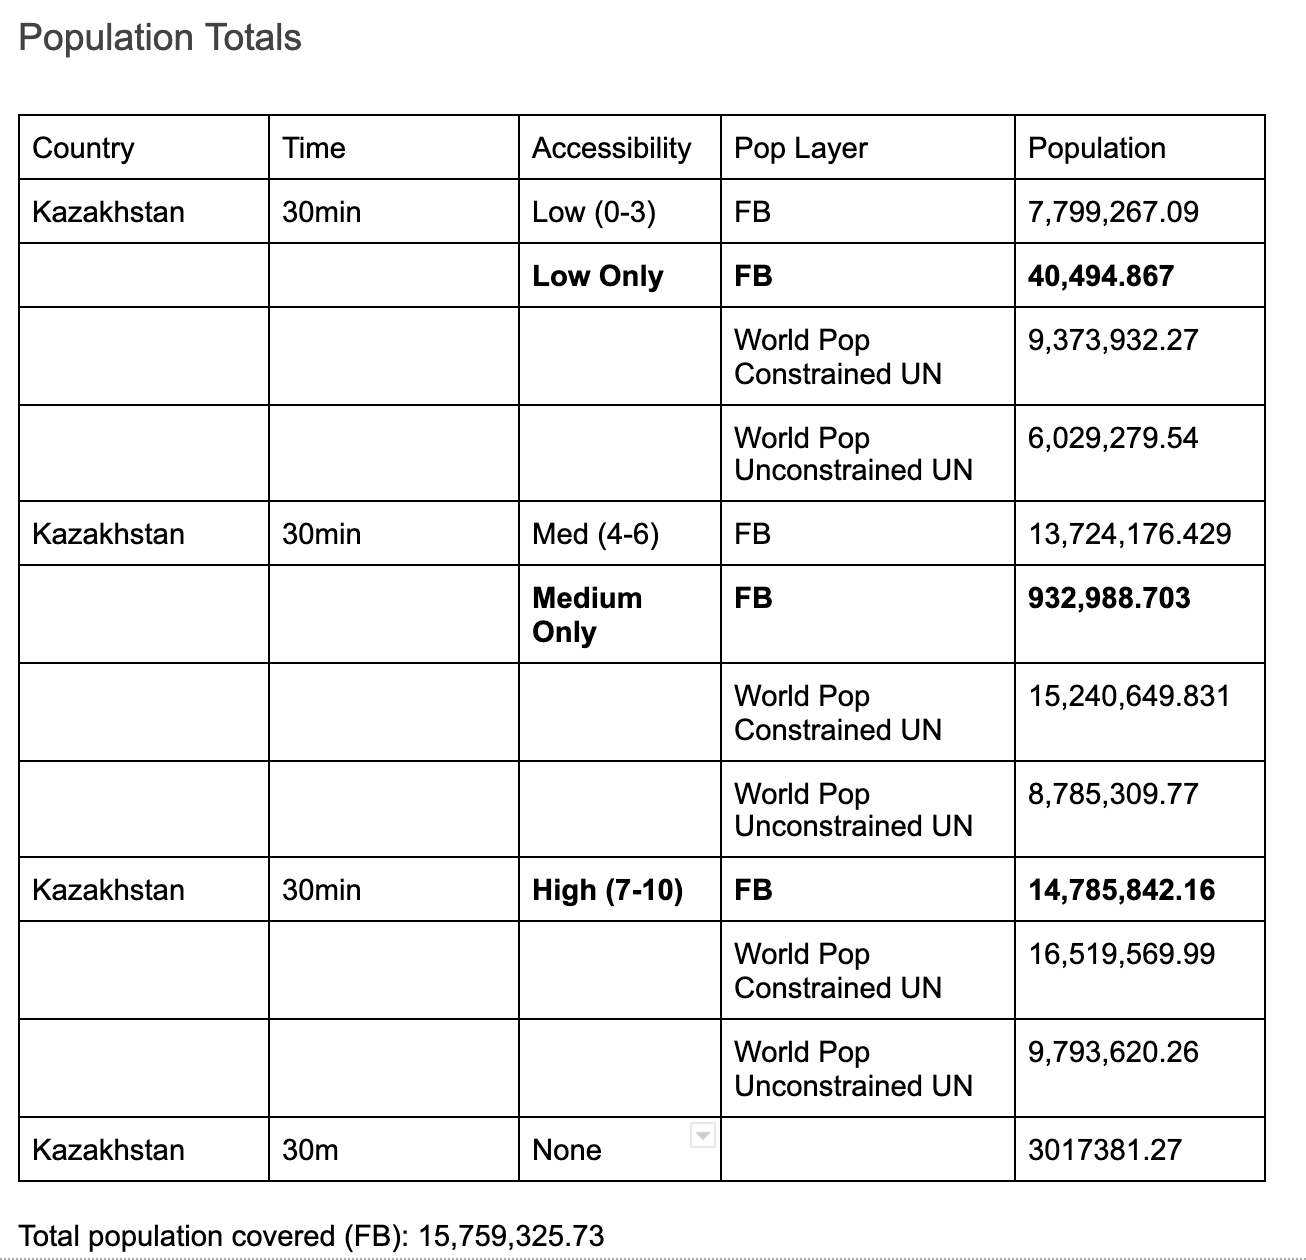 Population Totals
Country Time Accessibility Pop Layer Population
Kazakhstan 30min Low (0-3) FB 7,799,267.09
Low Only FB 40,494.867
World Pop 9,373,932.27
Constrained UN
World Pop 6,029,279.54
Unconstrained UN
Kazakhstan 30min Med (4-6) FB 13,724,176.429
Medium FB 932,988.703
Only
World Pop 15,240,649.831
Constrained UN
World Pop 8,785,309.77
Unconstrained UN
Kazakhstan 30min High (7-10) FB 14,785,842.16
World Pop 16,519,569.99
Constrained UN
World Pop 9,793,620.26
Unconstrained UN
Kazakhstan 30m None 3017381.27
Total population covered (FB): 15,759,325.73